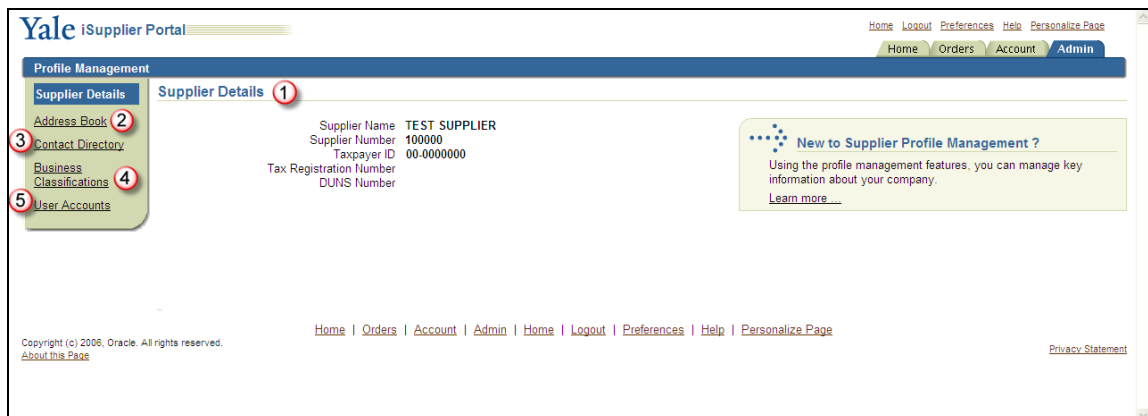 Yale iSupplier Portal
Home Logout Preferences Help Personalize Page
Home Orders Account Admin
Profile Management
Supplier Details
Supplier Details 1
Address Book 2
3 Contact Directory
Business
Classifications 4
5 User Accounts
Supplier Name TEST SUPPLIER
Supplier Number 100000
Taxpayer ID 00-0000000
Tax Registration Number
DUNS Number
New to Supplier Profile Management ?
Using the profile management features, you can manage key
information about your company.
Learn more ...
Home | Orders | Account | Admin | Home | Logout | Preferences | Help | Personalize Page
Copyright (c) 2006, Oracle. All rights reserved.
About this Page
Privacy Statement